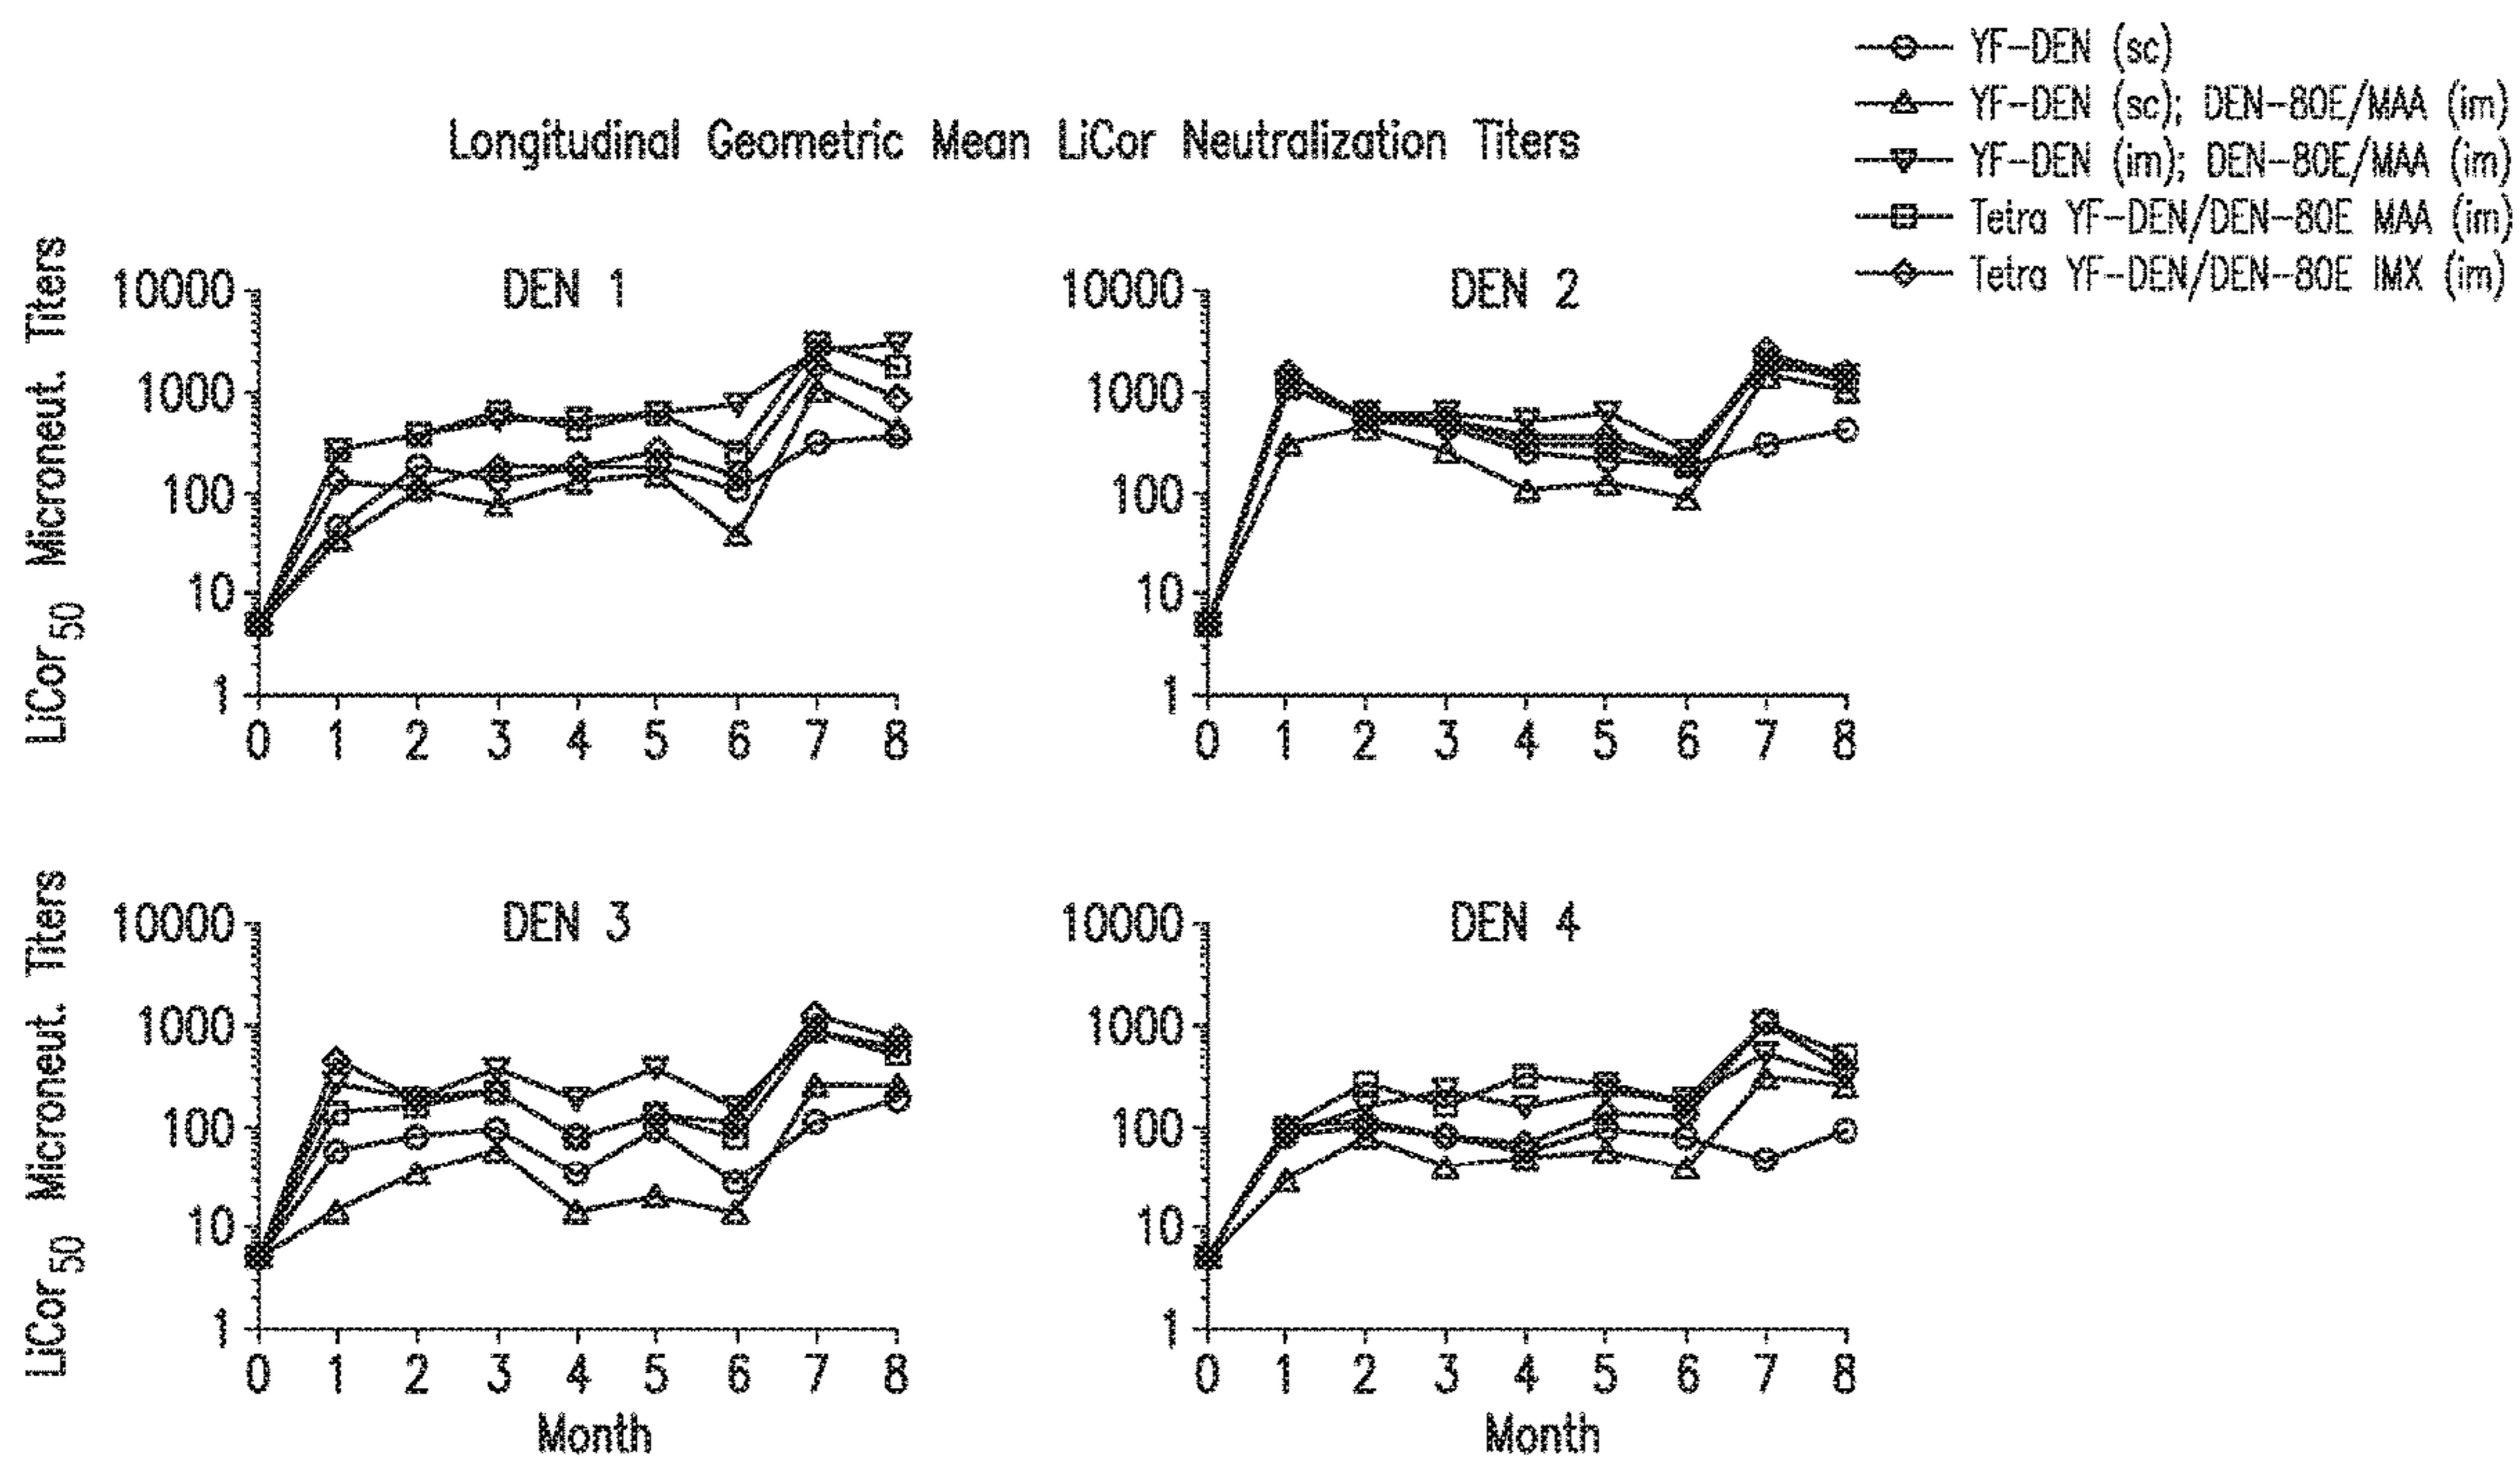 YF-DEN (sc)
YF-DEN (sc); DEN-80E/MAA (im)
YF-DEN (im); DEN-80E/MAA (im)
Tetra YF-DEN/DEN-80E MAA (im)
Tetra YF-DEN/DEN-80E IMX (im)
Longitudinal Geometric Mean LiCor Neutralization Titers
LiCor50 Microneut. Titers
DEN 1
10000
1000
100
10
1
0 1 2 3 4 5 6 7 8
DEN 2
10000
1000
100
10
1
0 1 2 3 4 5 6 7 8
LiCor50 Microneut. Titers
DEN 3
10000
1000
100
10
1
0 1 2 3 4 5 6 7 8
Month
DEN 4
10000
1000
100
10
1
0 1 2 3 4 5 6 7 8
Month